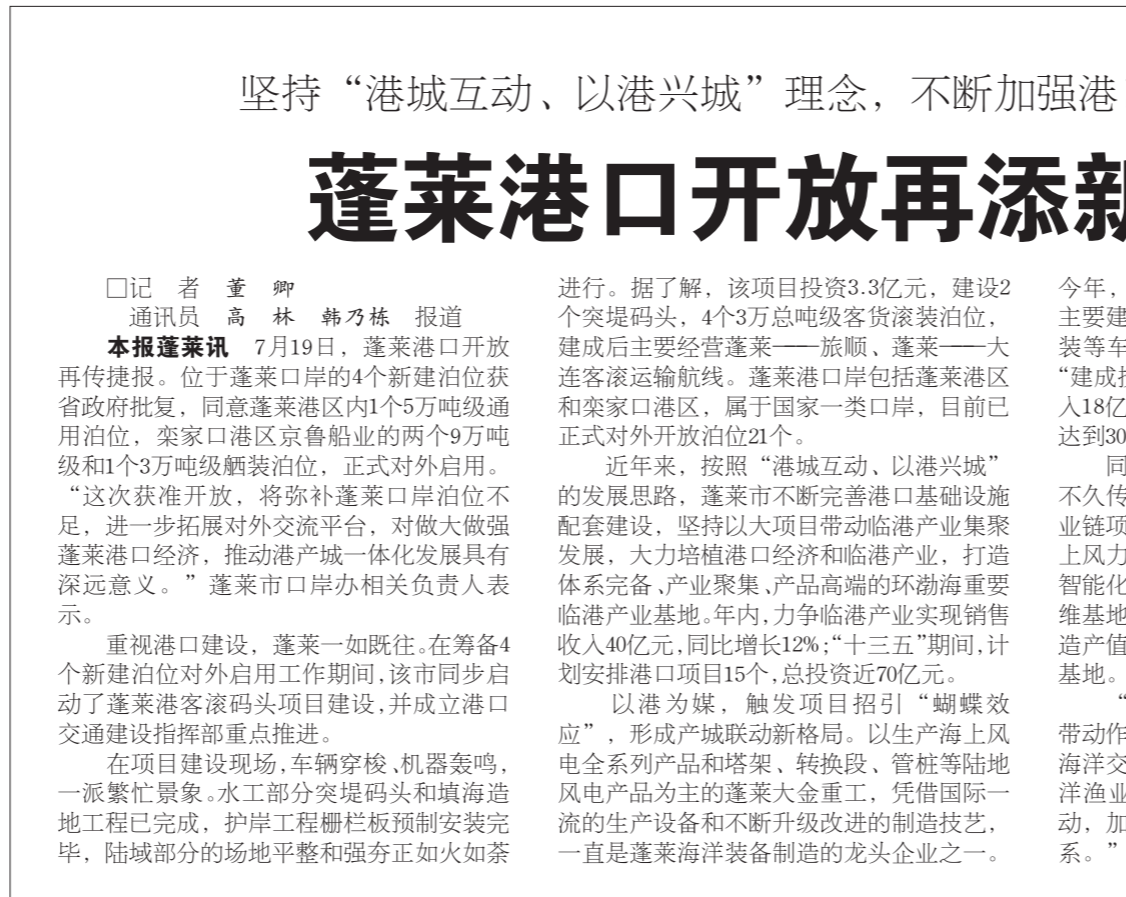 坚持“港城互动、以港兴城”理念，不断加强港
蓬莱港口开放再添新
□记 者 董 卿
通讯员 高 林 韩乃栋 报道
本报蓬莱讯 7月19日，蓬莱港口开放
再传捷报。位于蓬莱口岸的4个新建泊位获
省政府批复，同意蓬莱港区内1个5万吨级通
用泊位，栾家口港区京鲁船业的两个9万吨
级和1个3万吨级舾装泊位，正式对外启用。
“这次获准开放，将弥补蓬莱口岸泊位不
足，进一步拓展对外交流平台，对做大做强
蓬莱港口经济，推动港产城一体化发展具有
深远意义。”蓬莱市口岸办相关负责人表
示。
重视港口建设，蓬莱一如既往。在筹备4
个新建泊位对外启用工作期间，该市同步启
动了蓬莱港客滚码头项目建设，并成立港口
交通建设指挥部重点推进。
在项目建设现场，车辆穿梭、机器轰鸣，
一派繁忙景象。水工部分突堤码头和填海造
地工程已完成，护岸工程栅栏板预制安装完
毕，陆域部分的场地平整和强夯正如火如荼
进行。据了解，该项目投资3.3亿元，建设2
个突堤码头，4个3万总吨级客货滚装泊位，
建成后主要经营蓬莱——旅顺、蓬莱——大
连客滚运输航线。蓬莱港口岸包括蓬莱港区
和栾家口港区，属于国家一类口岸，目前已
正式对外开放泊位21个。
近年来，按照“港城互动、以港兴城”
的发展思路，蓬莱市不断完善港口基础设施
配套建设，坚持以大项目带动临港产业集聚
发展，大力培植港口经济和临港产业，打造
体系完备、产业聚集、产品高端的环渤海重要
临港产业基地。年内，力争临港产业实现销售
收入40亿元，同比增长12%；“十三五”期间，计
划安排港口项目15个，总投资近70亿元。
以港为媒，触发项目招引“蝴蝶效
应”，形成产城联动新格局。以生产海上风
电全系列产品和塔架、转换段、管桩等陆地
风电产品为主的蓬莱大金重工，凭借国际一
流的生产设备和不断升级改进的制造技艺，
一直是蓬莱海洋装备制造的龙头企业之一。
今年，
主要建
装等车
“建成
入18亿
达到30
同
不久传
业链项
上风力
智能化
维基地
造产值
基地。
“
带动作
海洋交
洋渔业
动，加
系。”